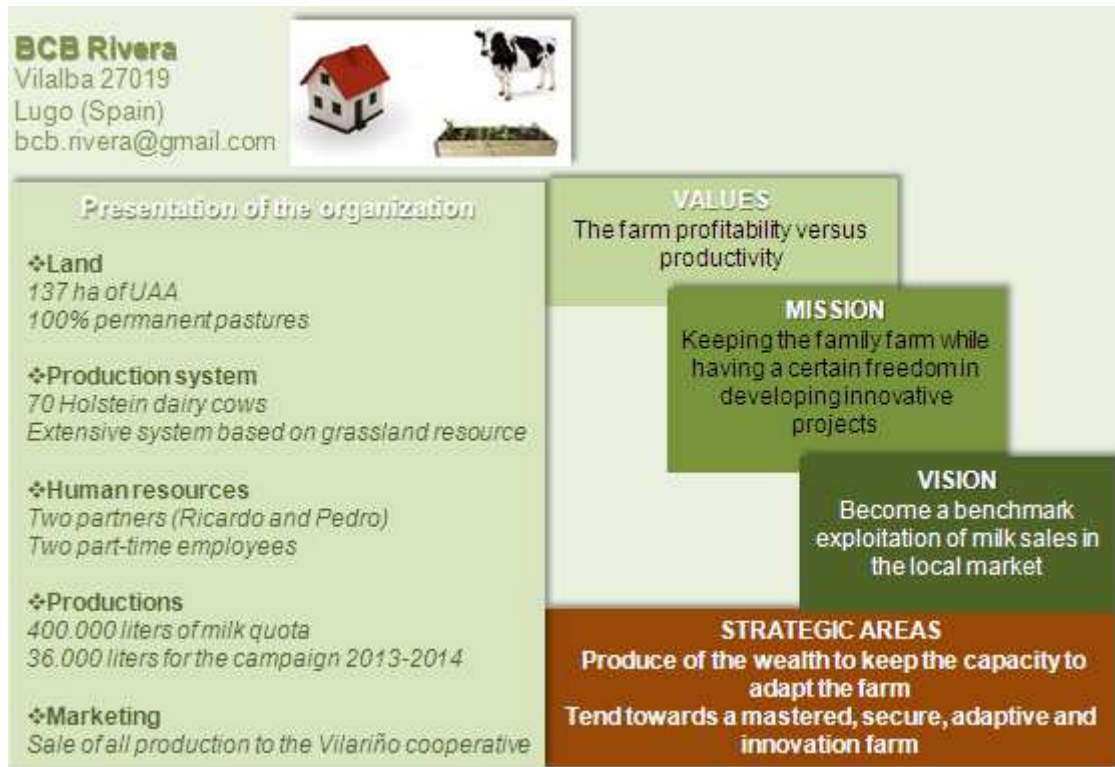 BCB Rivera
Vilalba 27019
Lugo (Spain)
bcb.rivera@gmail.com
Presentation of the organization
❖Land
137 ha of UAA
100% permanent pastures
❖Production system
70 Holstein dairy cows
Extensive system based on grassland resource
❖Human resources
Two partners (Ricardo and Pedro)
Two part-time employees
❖Productions
400.000 liters of milk quota
36.000 liters for the campaign 2013-2014
❖Marketing
Sale of all production to the Vilariño cooperative
VALUES
The farm profitability versus
productivity
MISSION
Keeping the family farm while
having a certain freedom in
developing innovative
projects
VISION
Become a benchmark
exploitation of milk sales in
the local market
STRATEGIC AREAS
Produce of the wealth to keep the capacity to
adapt the farm
Tend towards a mastered, secure, adaptive and
innovation farm